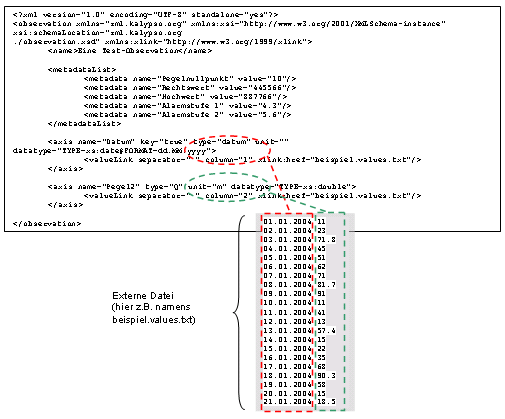 <?xml version="1.0" encoding="UTF-8" standalone="yes"?>
<observation xmlns="xml.kalypso.org" xmlns:xsi="http://www.w3.org/2001/XMLSchema-instance"
xsi:schemaLocation="xml.kalypso.org
./observation.xsd" xmlns:xlink="http://www.w3.org/1999/xlink">
<name>Eine Test-Observation</name>
<metadataList>
<metadata name="Pegelnullpunkt" value="10"/>
<metadata name="Rechtswert" value="445566"/>
<metadata name="Hochwert" value="887766"/>
<metadata name="Alarmstufe 1" value="4.3"/>
<metadata name="Alarmstufe 2" value="5.6"/>
</metadataList>
<axis name="Datum" key="true" type="datum" unit=""
datatype="TYPE=xs:date#FORMAT=dd.MM.yyyy">
<valueLink separator=" " column="1" xlink:href="beispiel.values.txt"/>
</axis>
<axis name="Pegel2" type="Q" unit="m" datatype="TYPE=xs:double">
<valueLink separator=" " column="2" xlink:href="beispiel.values.txt"/>
</axis>
</observation>
Externe Datei
(hier z.B. namens
beispiel.values.txt)
01.01.2004 11
02.01.2004 23
03.01.2004 71.8
04.01.2004 45
05.01.2004 51
06.01.2004 62
07.01.2004 71
08.01.2004 81.7
09.01.2004 91
10.01.2004 11
11.01.2004 41
12.01.2004 13
13.01.2004 57.4
14.01.2004 15
15.01.2004 22
16.01.2004 35
17.01.2004 68
18.01.2004 90.3
19.01.2004 58
20.01.2004 15
21.01.2004 18.5